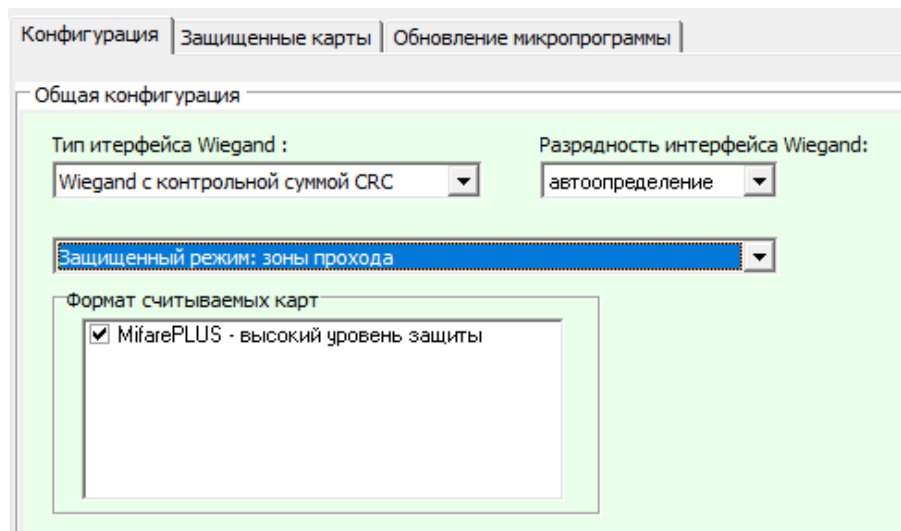 Конфигурация Защищенные карты Обновление микропрограммы
Общая конфигурация
Тип итерфейса Wiegand : Разрядность интерфейса Wiegand:
Wiegand с контрольной суммой CRC автоопределение
Защищенный режим: зоны прохода
Формат считываемых карт
MifarePLUS - высокий уровень защиты